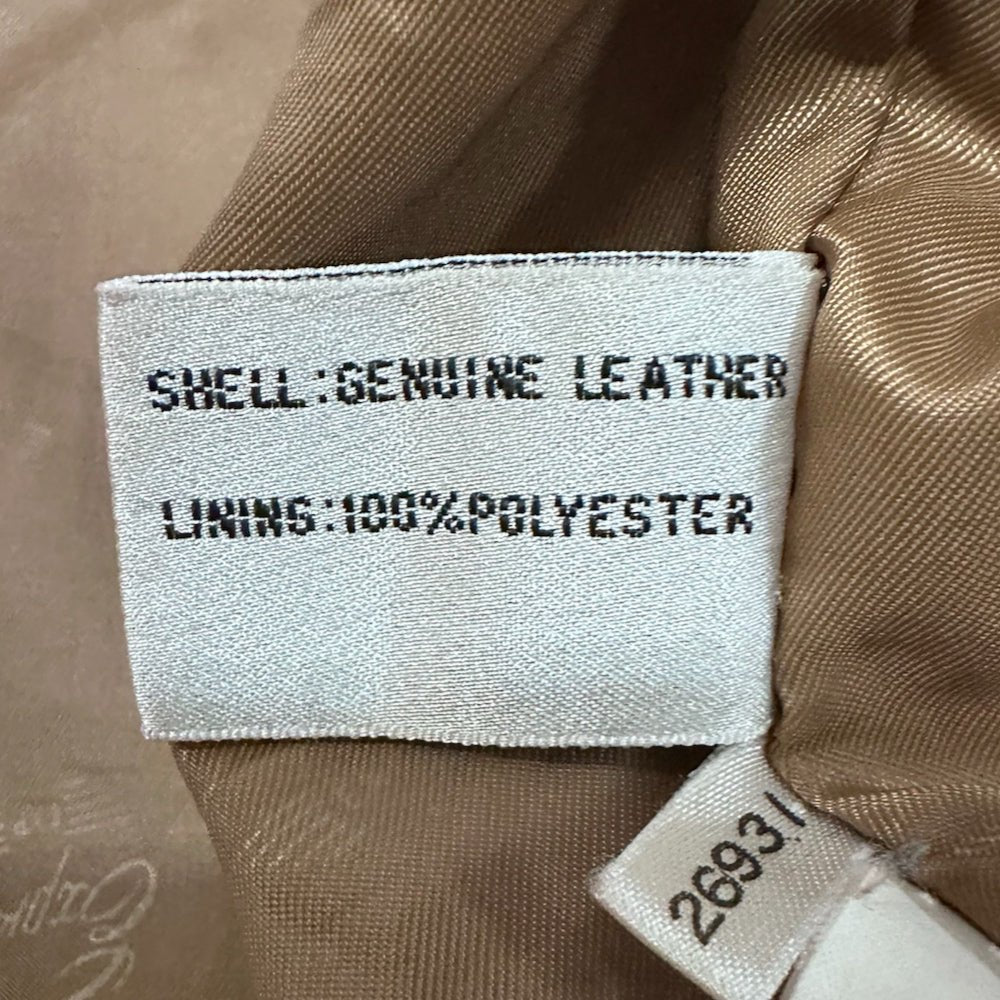 SHELL:GENUINE LEATHER
LINING:100%POLYESTER
26931